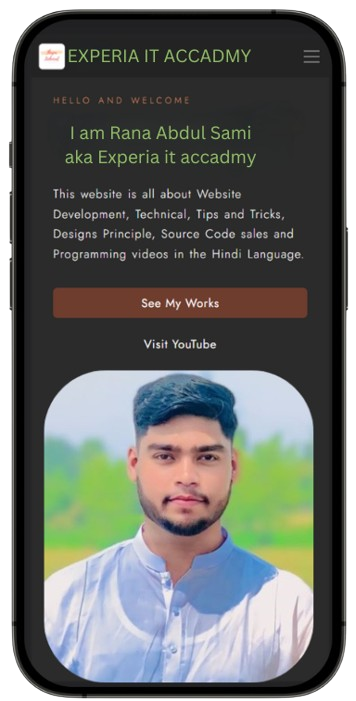 EXPERIA IT ACCADMY
HELLO AND WELCOME
I am Rana Abdul Sami
aka Experia it accadmy
This website is all about Website
Development, Technical, Tips and Tricks,
Designs Principle, Source Code sales and
Programming videos in the Hindi Language.
See My Works
Visit YouTube